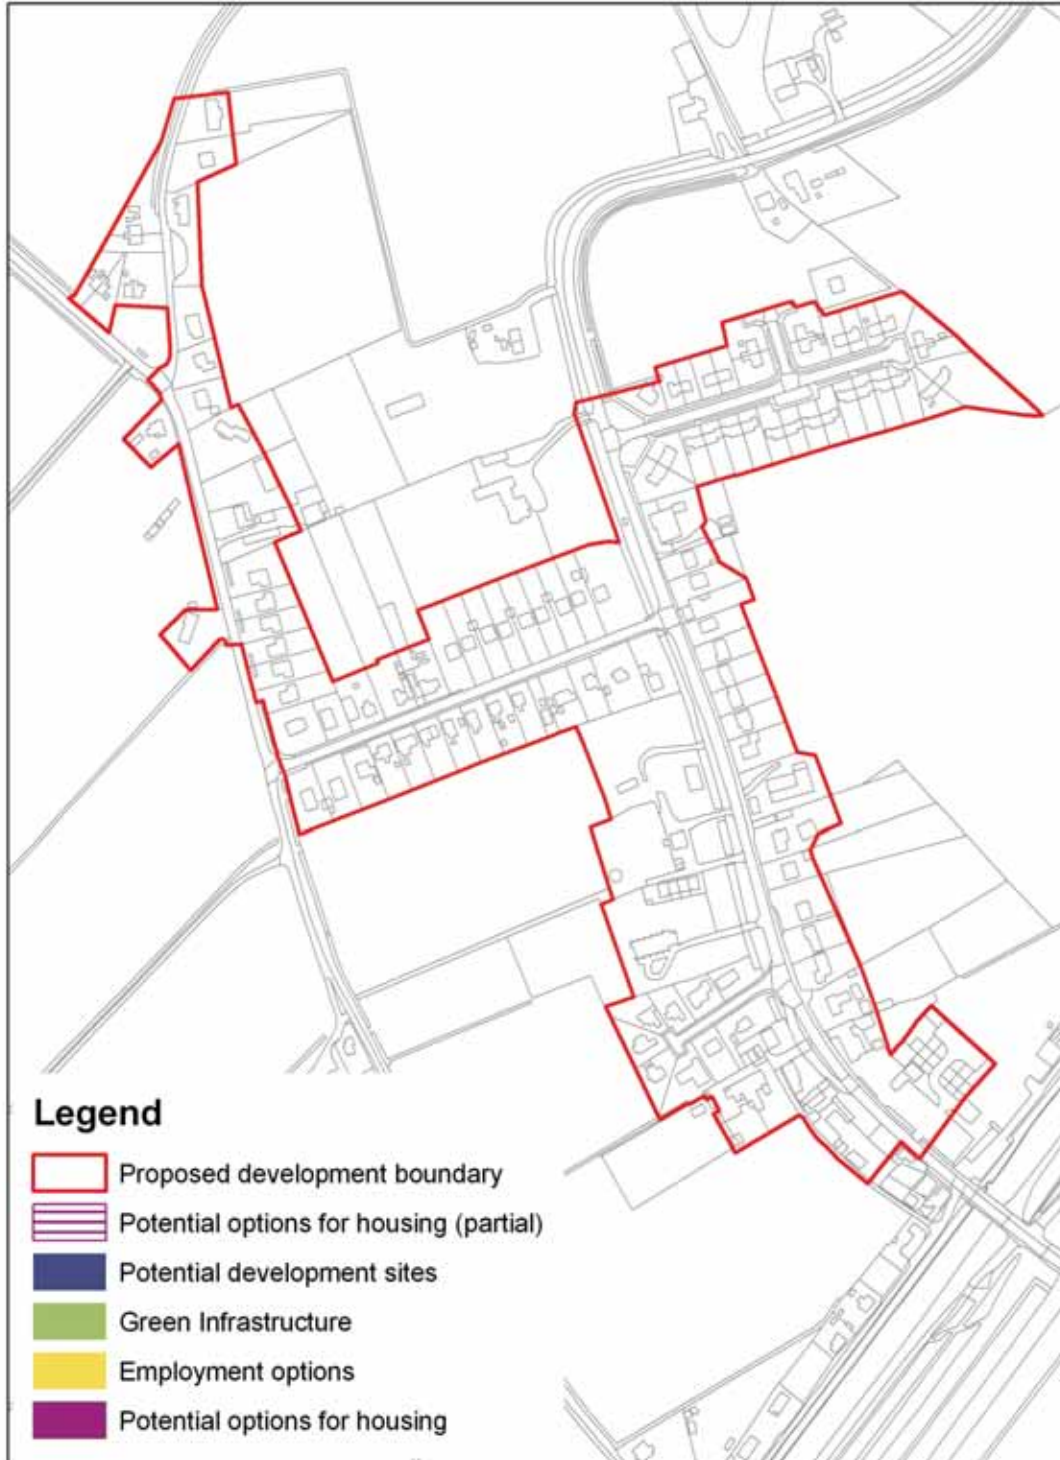 Legend
Proposed development boundary
Potential options for housing (partial)
Potential development sites
Green Infrastructure
Employment options
Potential options for housing